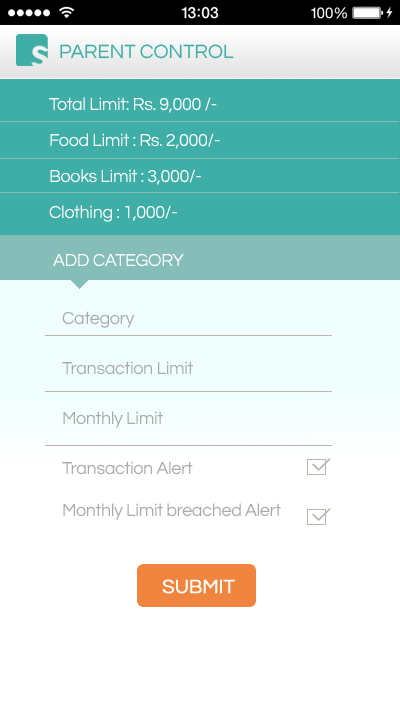 13:03
100%
S PARENT CONTROL
Total Limit: Rs. 9,000 /-
Food Limit : Rs. 2,000/-
Books Limit : 3,000/-
Clothing : 1,000/-
ADD CATEGORY
Category
Transaction Limit
Monthly Limit
Transaction Alert
Monthly Limit breached Alert
SUBMIT